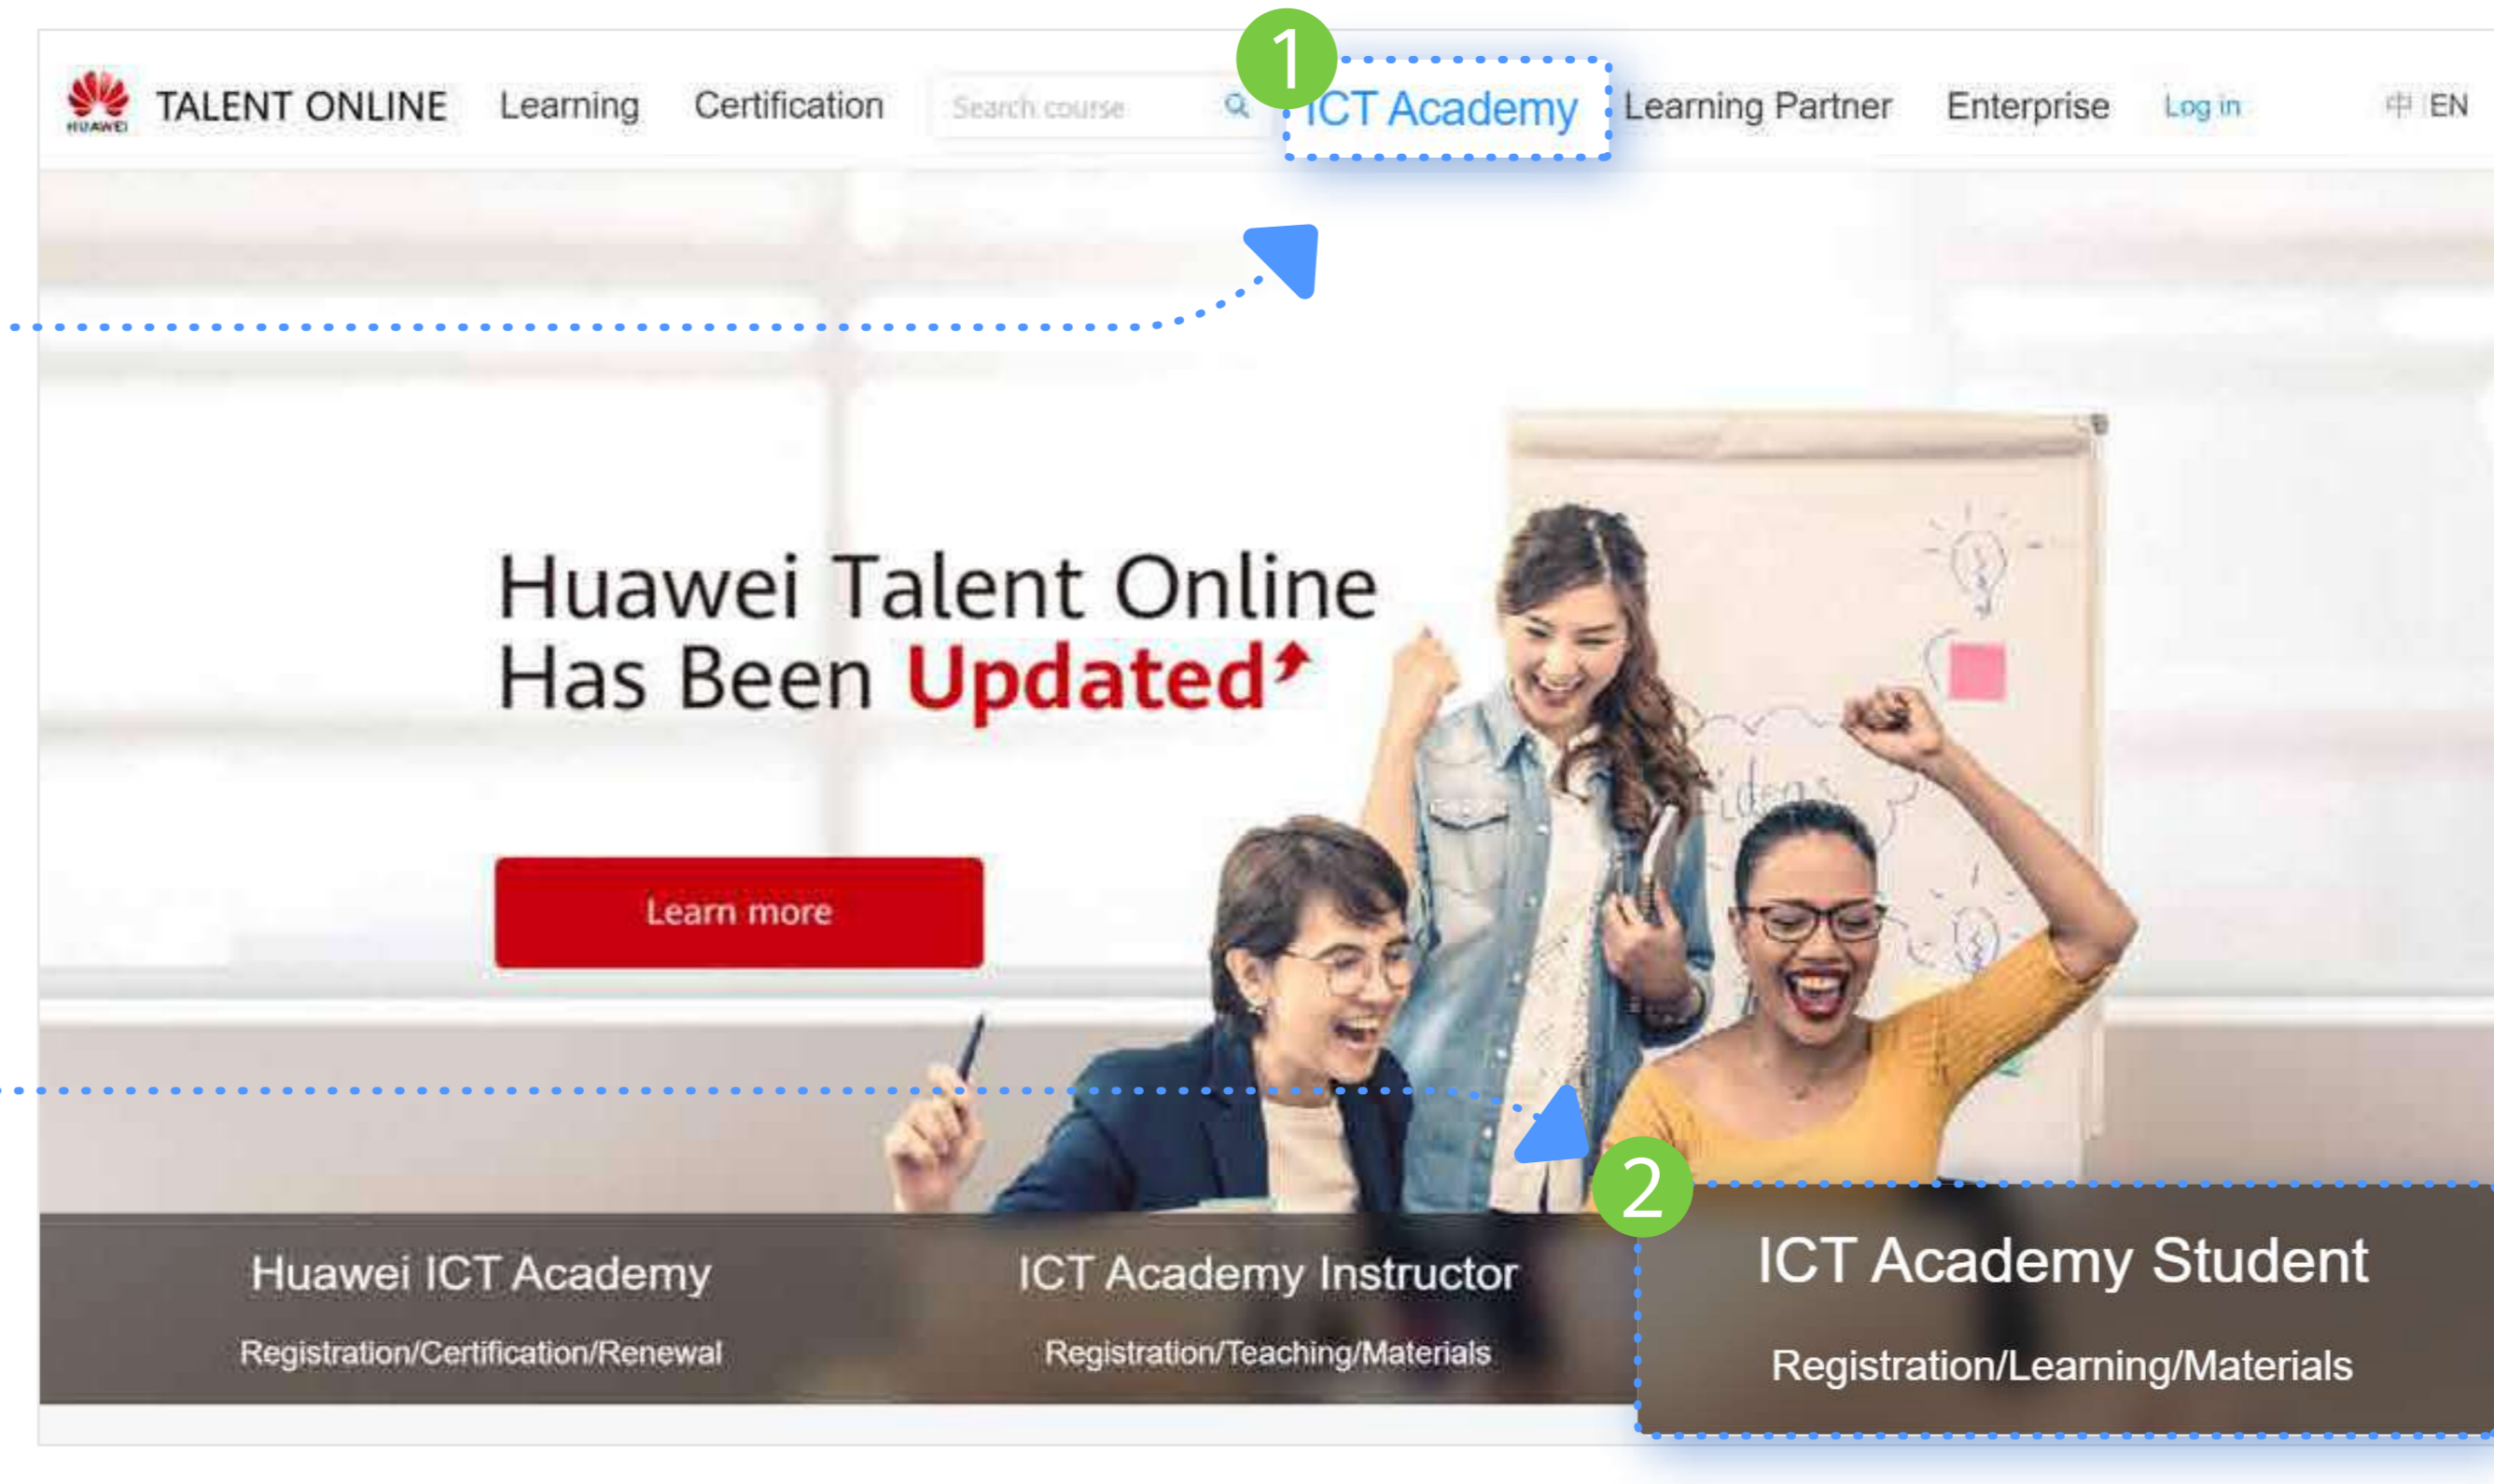 1
HUAWEI TALENT ONLINE Learning Certification Search course ICT Academy Learning Partner Enterprise Log in 中 EN
Huawei Talent Online
Has Been Updated
ideas
Learn more
2
Huawei ICT Academy
Registration/Certification/Renewal
ICT Academy Instructor
Registration/Teaching/Materials
ICT Academy Student
Registration/Learning/Materials